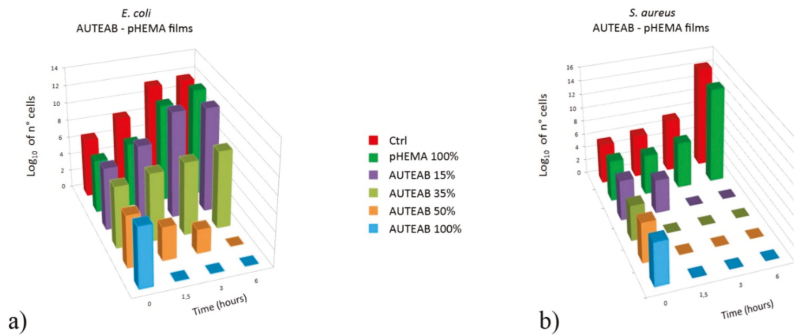 E. coli
AUTEAB - pHEMA films
Log10 of n° cells
14
12
10
8
6
4
2
0
0
1,5
3
6
Time (hours)
a)
Ctrl
pHEMA 100%
AUTEAB 15%
AUTEAB 35%
AUTEAB 50%
AUTEAB 100%
S. aureus
AUTEAB - pHEMA films
Log10 of n° cells
16
14
12
10
8
6
4
2
0
0
1,5
3
6
Time (hours)
b)